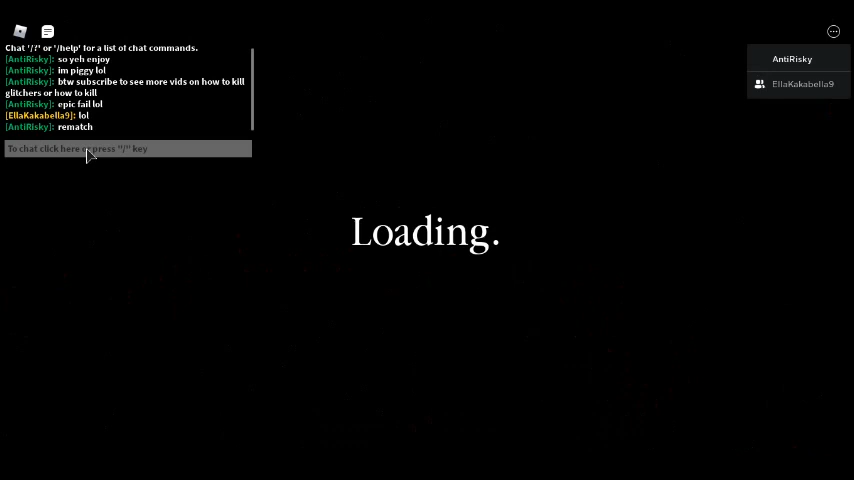 Chat '/?' or '/help' for a list of chat commands.
[AntiRisky]: so yeh enjoy
[AntiRisky]: im piggy lol
[AntiRisky]: btw subscribe to see more vids on how to kill
glitchers or how to kill
[AntiRisky]: epic fail lol
[EllaKakabella9]: lol
[AntiRisky]: rematch
To chat click here or press "/" key
AntiRisky
EllaKakabella9
Loading.